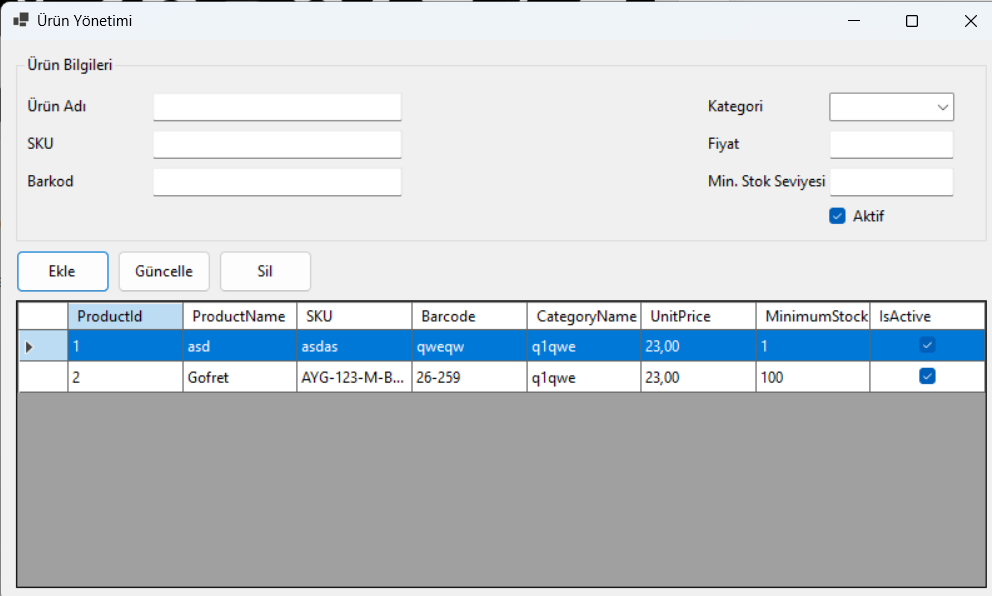 Ürün Yönetimi
Ürün Bilgileri
Ürün Adı Kategori
SKU Fiyat
Barkod Min. Stok Seviyesi
Aktif
Ekle Güncelle Sil
ProductId ProductName SKU Barcode CategoryName UnitPrice MinimumStock IsActive
1 asd asdas qweqw q1qwe 23,00 1
2 Gofret AYG-123-M-B... 26-259 q1qwe 23,00 100